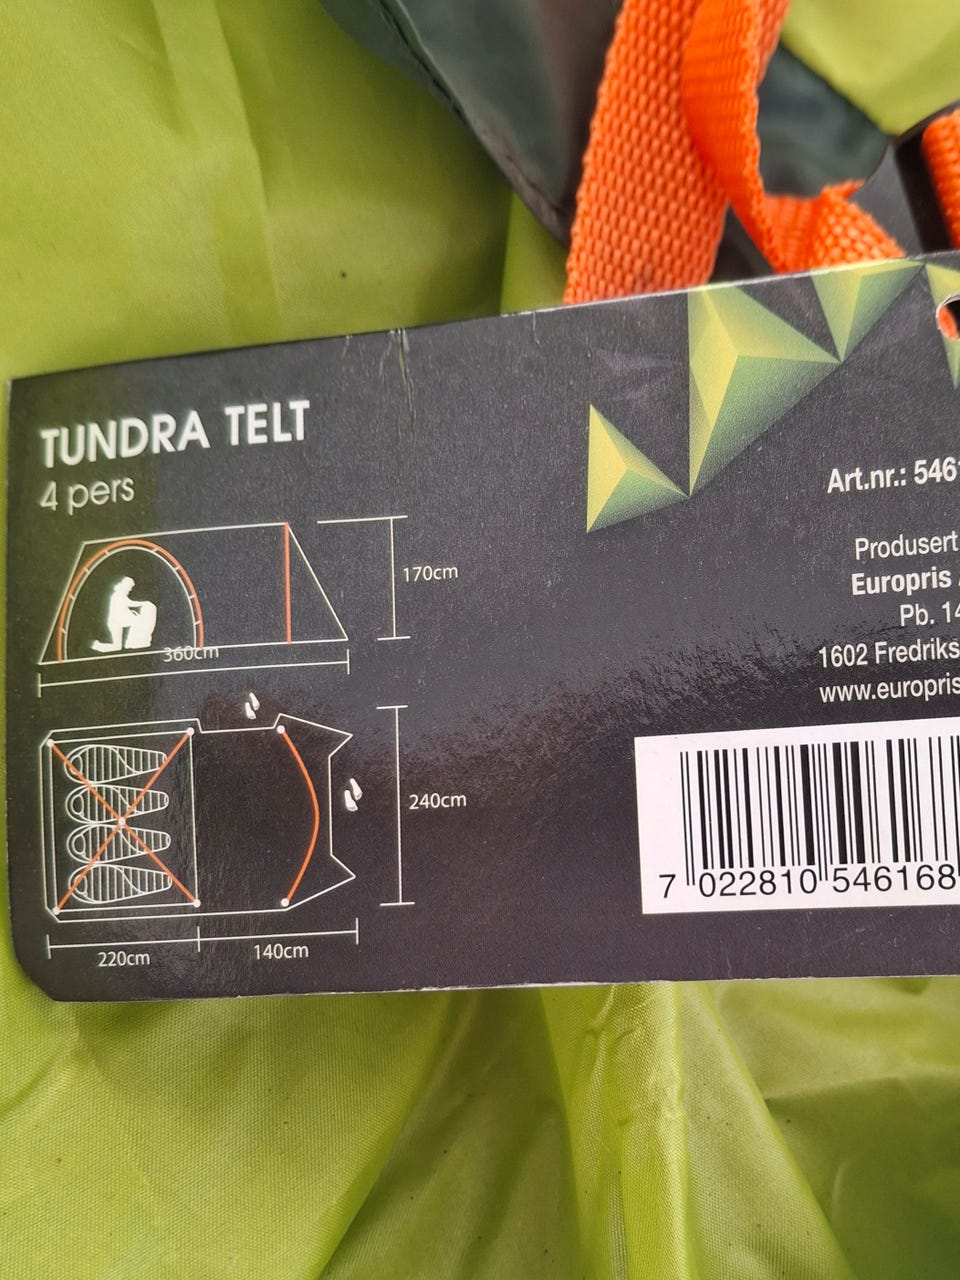 TUNDRA TELT
4 pers
170cm
360cm
240cm
220cm
140cm
Art.nr.: 546
Produsert
Europris
Pb. 14
1602 Fredriks
www.europris
7 022810 546168